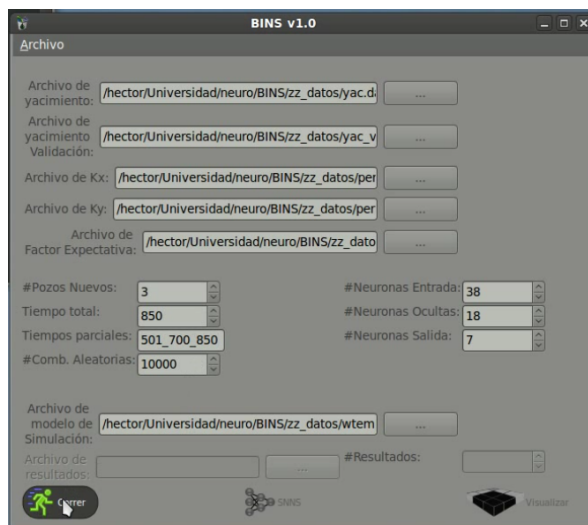 BINS v1.0
Archivo
Archivo de
yacimiento: /hector/Universidad/neuro/BINS/zz_datos/yac.da ...
Archivo de
yacimiento
Validación: /hector/Universidad/neuro/BINS/zz_datos/yac_v ...
Archivo de Kx: /hector/Universidad/neuro/BINS/zz_datos/per ...
Archivo de Ky: /hector/Universidad/neuro/BINS/zz_datos/per ...
Archivo de
Factor Expectativa: /hector/Universidad/neuro/BINS/zz_dato ...
#Pozos Nuevos: 3 #Neuronas Entrada: 38
Tiempo total: 850 #Neuronas Ocultas: 18
Tiempos parciales: 501_700_850 #Neuronas Salida: 7
#Comb. Aleatorias: 10000
Archivo de
modelo de
Simulación: /hector/Universidad/neuro/BINS/zz_datos/wtem ...
Archivo de
resultados: ... #Resultados:
Correr SNNS Visualizar